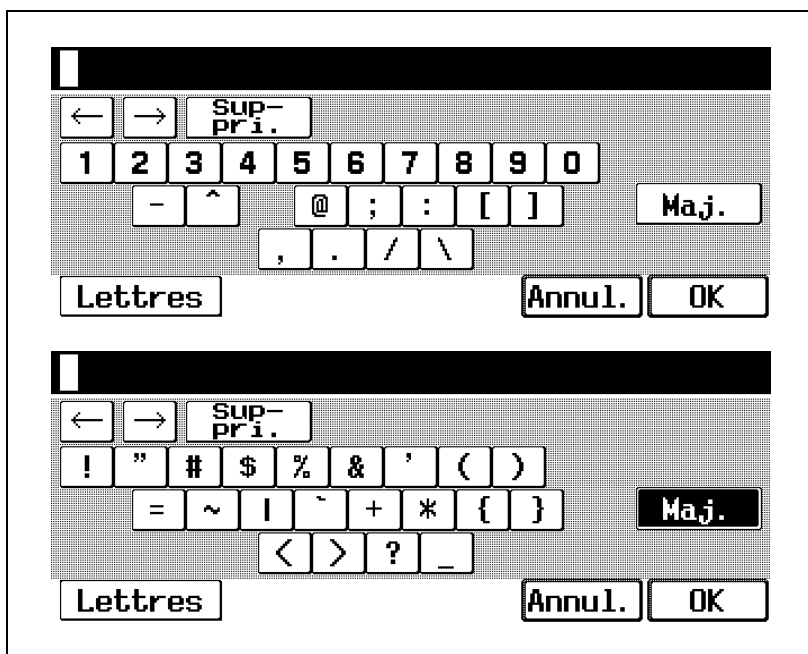 ← → Sup-
pri.
1 2 3 4 5 6 7 8 9 0
- ^ @ ; : [ ] Maj.
, . / \
Lettres Annul. OK
← → Sup-
pri.
! " # $ % & ' ( )
= ~ | ` + * { } Maj.
< > ? _
Lettres Annul. OK